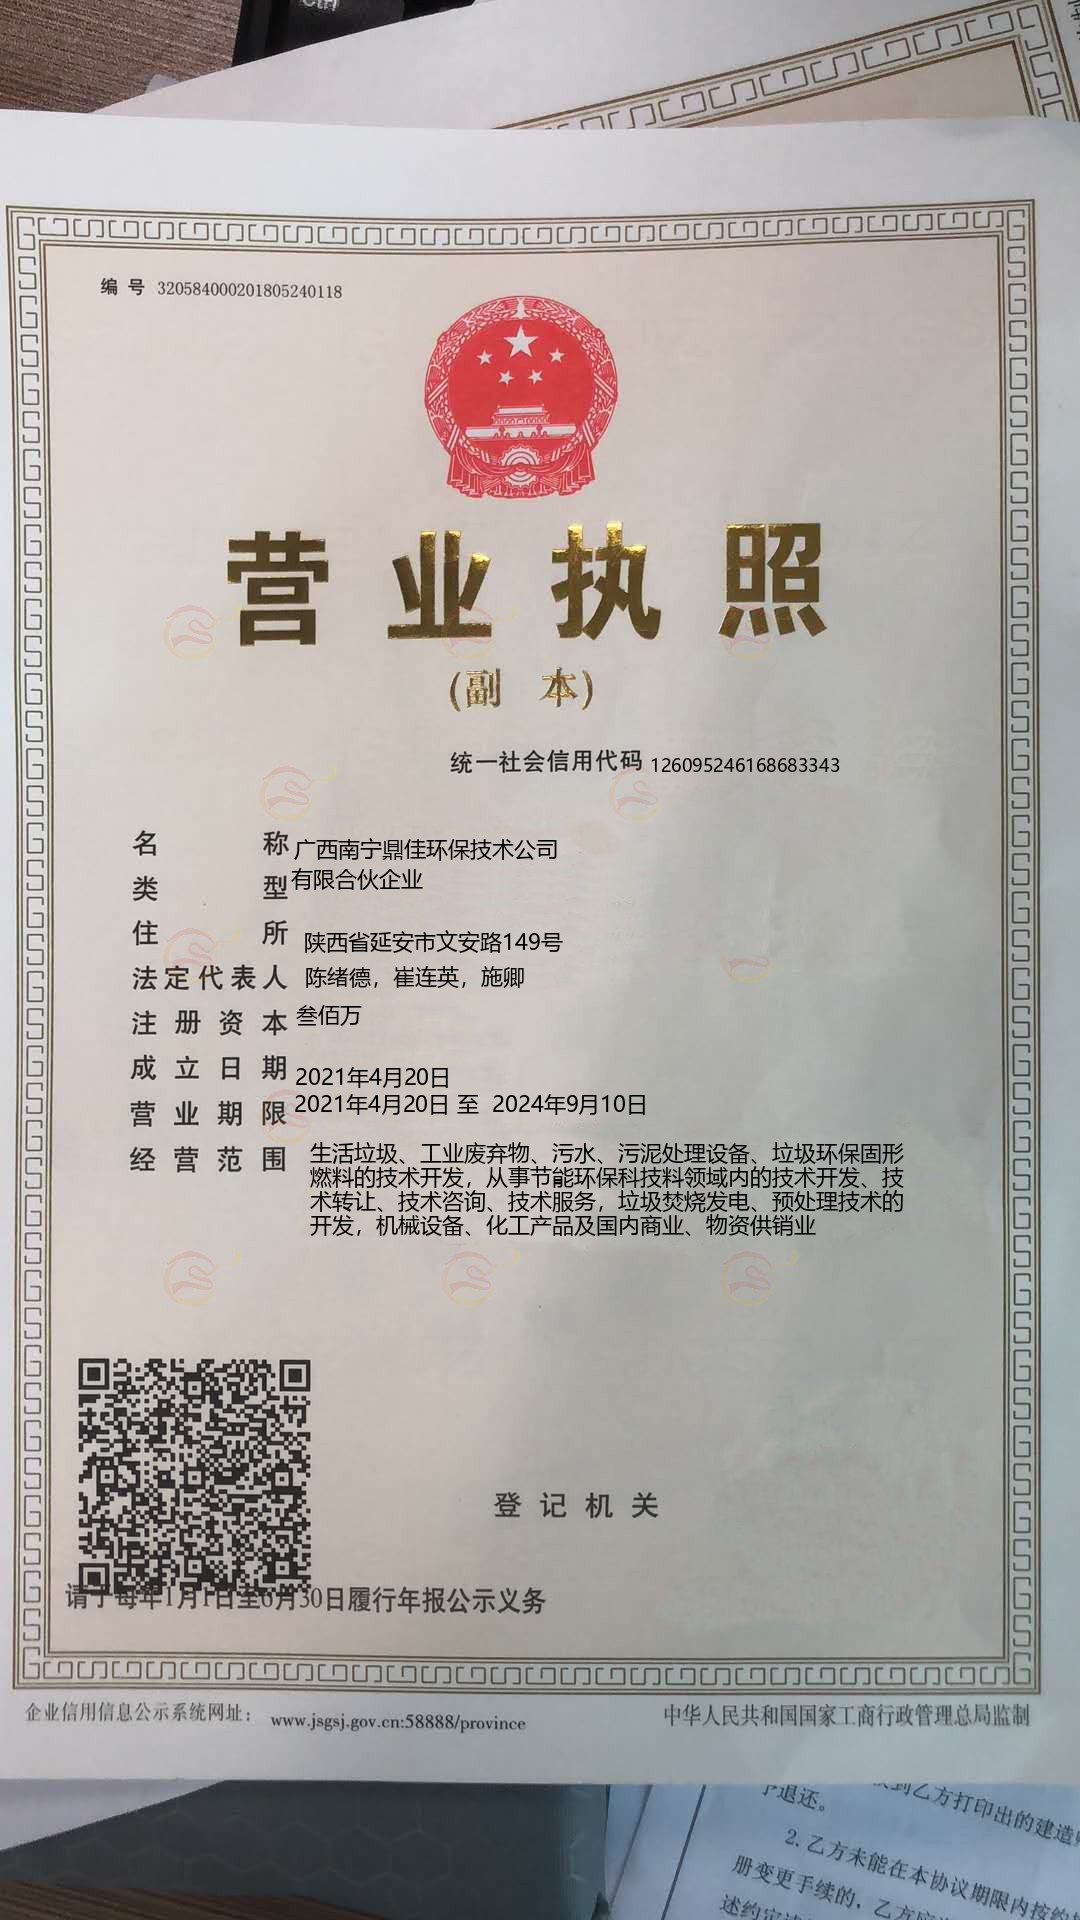 Ctrl
编 号 320584000201805240118
营 业 执 照
(副 本)
统一社会信用代码 126095246168683343
名 称 广西南宁鼎佳环保技术公司
类 型 有限合伙企业
住 所 陕西省延安市文安路149号
法定代表人 陈绪德，崔连英，施卿
注 册 资 本 叁佰万
成 立 日 期 2021年4月20日
营 业 期 限 2021年4月20日 至 2024年9月10日
经 营 范 围 生活垃圾、工业废弃物、污水、污泥处理设备、垃圾环保固形
燃料的技术开发，从事节能环保科技料领域内的技术开发、技
术转让、技术咨询、技术服务，垃圾焚烧发电、预处理技术的
开发，机械设备、化工产品及国内商业、物资供销业
登 记 机 关
请于每年1月1日至6月30日履行年报公示义务
企业信用信息公示系统网址： www.jsgsj.gov.cn:58888/province
中华人民共和国国家工商行政管理总局监制
退还。
到乙方打印出的建造
2.乙方未能在本协议期限内按约
册变更手续的，乙方应
述约定